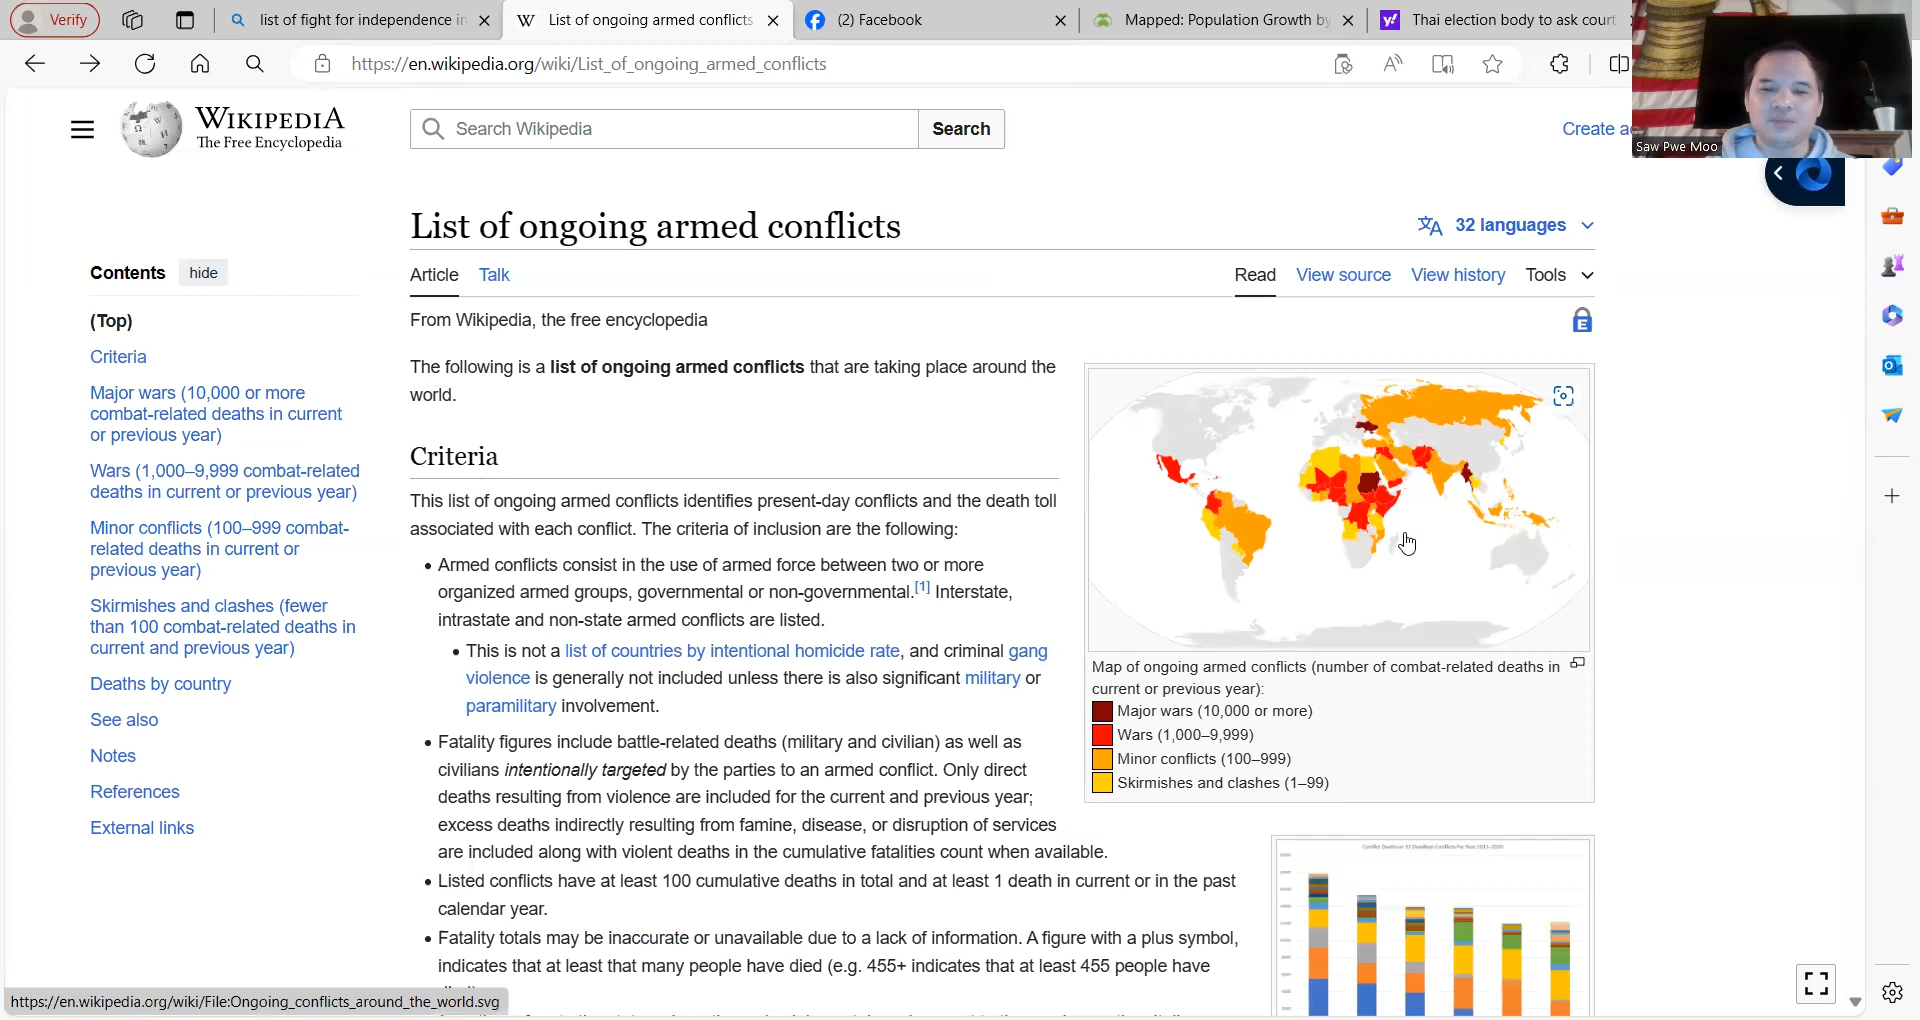 Verify
list of fight for independence in
List of ongoing armed conflicts
(2) Facebook
Mapped: Population Growth by
Thai election body to ask court
https://en.wikipedia.org/wiki/List_of_ongoing_armed_conflicts
Saw Pwe Moo
WIKIPEDIA
The Free Encyclopedia
Search Wikipedia
Search
Create
List of ongoing armed conflicts
32 languages
Contents
hide
(Top)
Criteria
Major wars (10,000 or more
combat-related deaths in current
or previous year)
Wars (1,000–9,999 combat-related
deaths in current or previous year)
Minor conflicts (100–999 combat-
related deaths in current or
previous year)
Skirmishes and clashes (fewer
than 100 combat-related deaths in
current and previous year)
Deaths by country
See also
Notes
References
External links
Article
Talk
Read
View source
View history
Tools
From Wikipedia, the free encyclopedia
E
The following is a list of ongoing armed conflicts that are taking place around the
world.
Criteria
This list of ongoing armed conflicts identifies present-day conflicts and the death toll
associated with each conflict. The criteria of inclusion are the following:
• Armed conflicts consist in the use of armed force between two or more
organized armed groups, governmental or non-governmental.[1] Interstate,
intrastate and non-state armed conflicts are listed.
• This is not a list of countries by intentional homicide rate, and criminal gang
violence is generally not included unless there is also significant military or
paramilitary involvement.
• Fatality figures include battle-related deaths (military and civilian) as well as
civilians intentionally targeted by the parties to an armed conflict. Only direct
deaths resulting from violence are included for the current and previous year;
excess deaths indirectly resulting from famine, disease, or disruption of services
are included along with violent deaths in the cumulative fatalities count when available.
• Listed conflicts have at least 100 cumulative deaths in total and at least 1 death in current or in the past
calendar year.
• Fatality totals may be inaccurate or unavailable due to a lack of information. A figure with a plus symbol,
indicates that at least that many people have died (e.g. 455+ indicates that at least 455 people have
Map of ongoing armed conflicts (number of combat-related deaths in
current or previous year):
Major wars (10,000 or more)
Wars (1,000–9,999)
Minor conflicts (100–999)
Skirmishes and clashes (1–99)
https://en.wikipedia.org/wiki/File:Ongoing_conflicts_around_the_world.svg